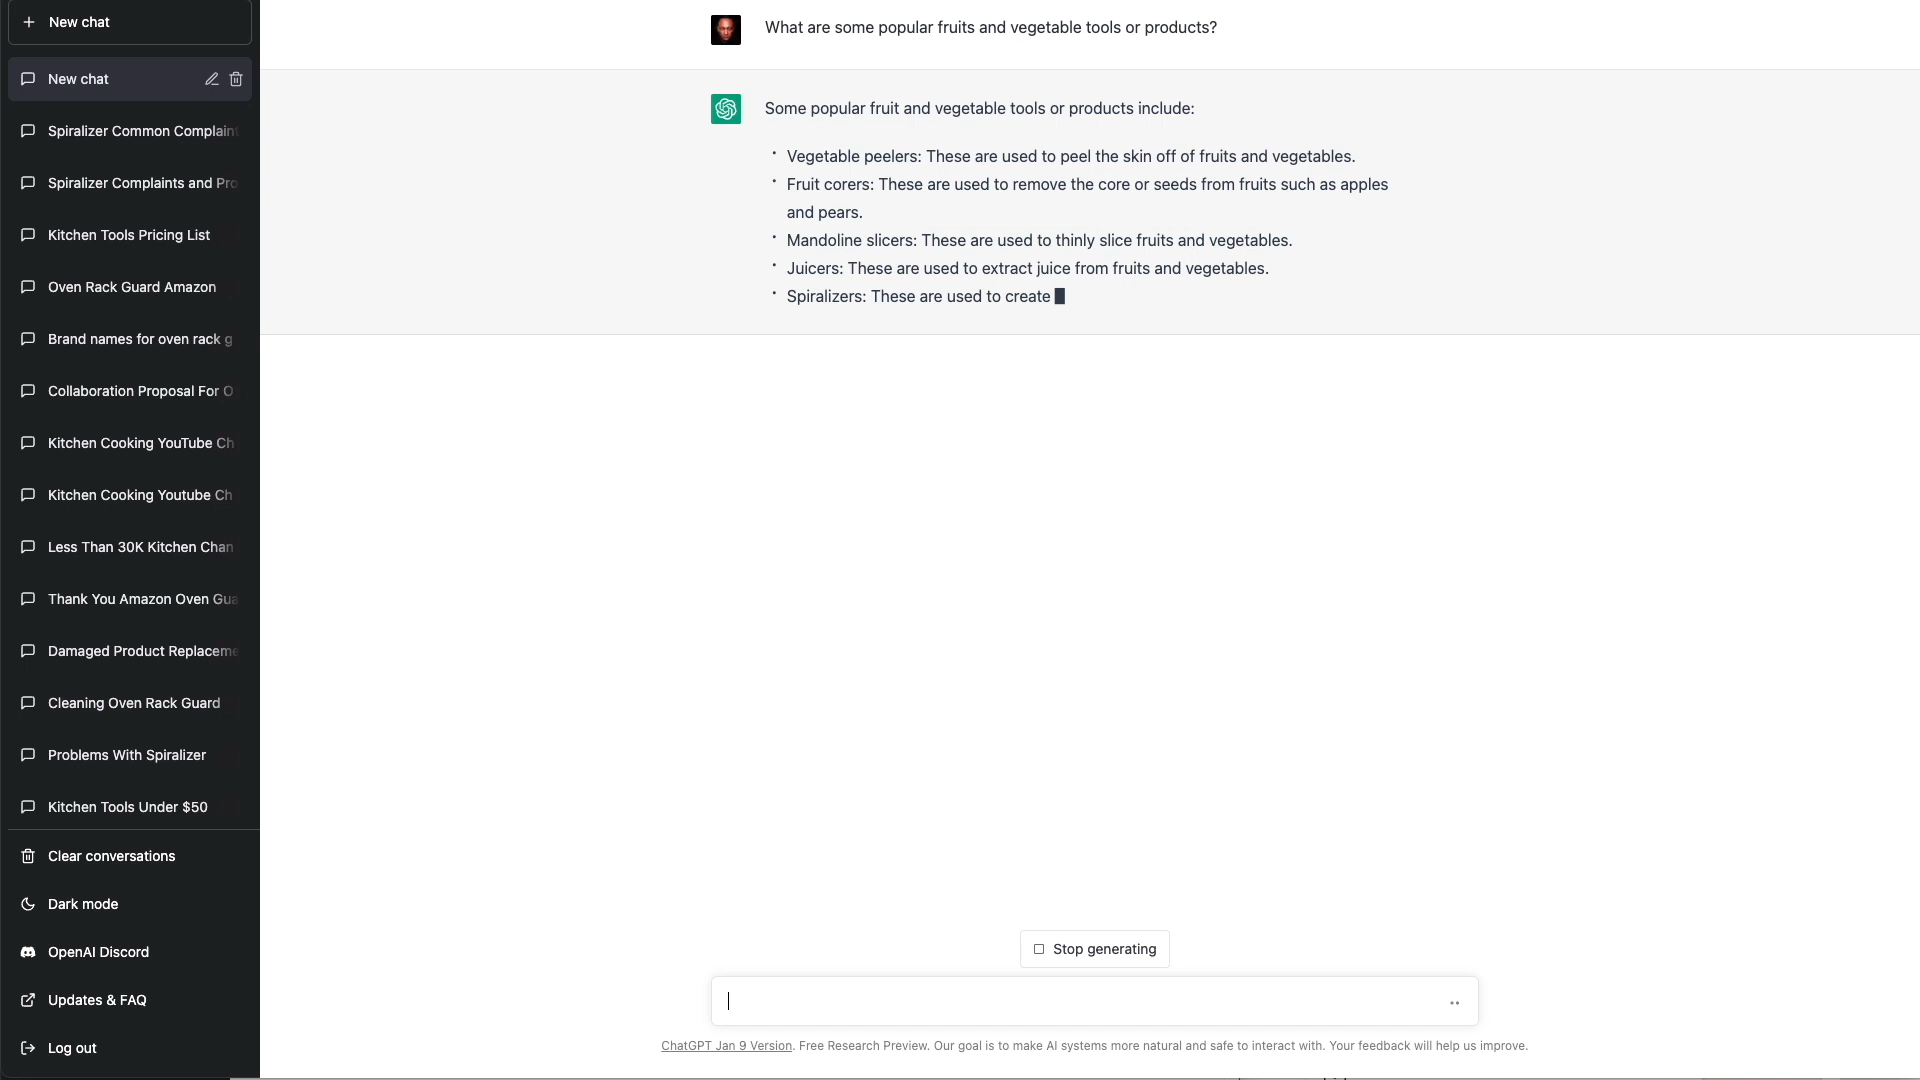 New chat
New chat
Spiralizer Common Complaint
Spiralizer Complaints and Pro
Kitchen Tools Pricing List
Oven Rack Guard Amazon
Brand names for oven rack g
Collaboration Proposal For O
Kitchen Cooking YouTube Ch
Kitchen Cooking Youtube Ch
Less Than 30K Kitchen Chan
Thank You Amazon Oven Gua
Damaged Product Replaceme
Cleaning Oven Rack Guard
Problems With Spiralizer
Kitchen Tools Under $50
Clear conversations
Dark mode
OpenAI Discord
Updates & FAQ
Log out
What are some popular fruits and vegetable tools or products?
Some popular fruit and vegetable tools or products include:
• Vegetable peelers: These are used to peel the skin off of fruits and vegetables.
• Fruit corers: These are used to remove the core or seeds from fruits such as apples
and pears.
• Mandoline slicers: These are used to thinly slice fruits and vegetables.
• Juicers: These are used to extract juice from fruits and vegetables.
• Spiralizers: These are used to create
Stop generating
ChatGPT Jan 9 Version. Free Research Preview. Our goal is to make AI systems more natural and safe to interact with. Your feedback will help us improve.